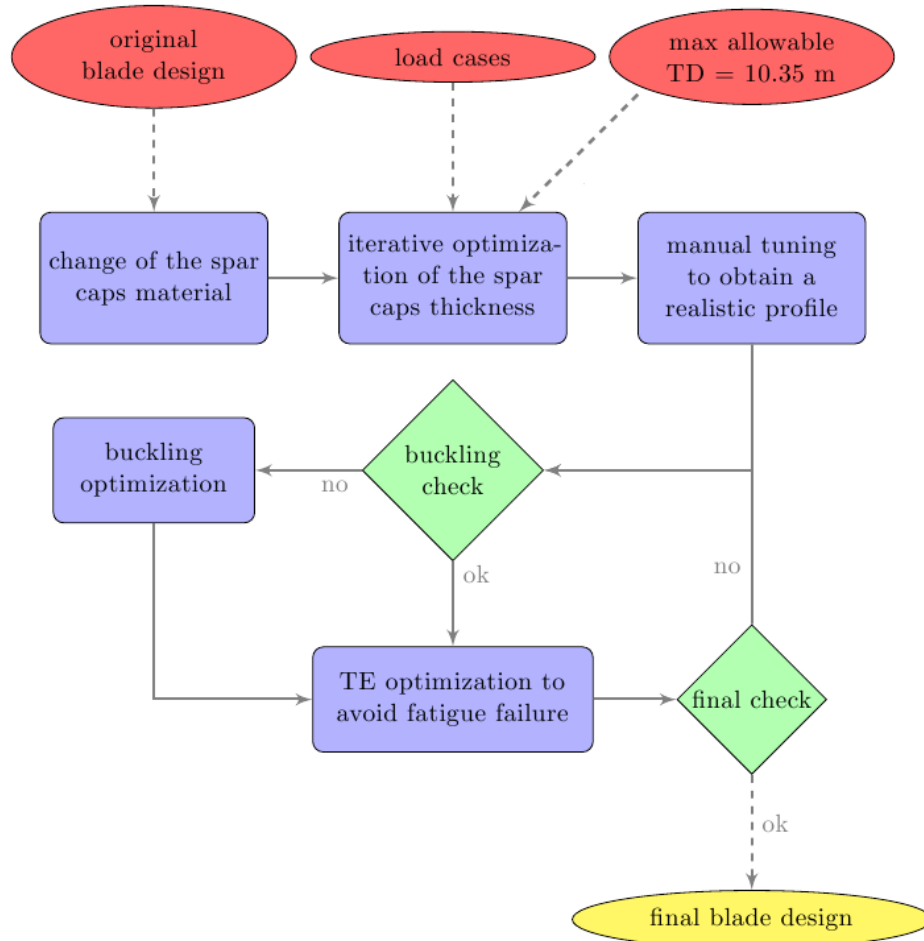 original
blade design
load cases
max allowable
TD = 10.35 m
change of the spar
caps material
iterative optimiza-
tion of the spar
caps thickness
manual tuning
to obtain a
realistic profile
buckling
optimization
no
buckling
check
ok
no
TE optimization to
avoid fatigue failure
final check
ok
final blade design